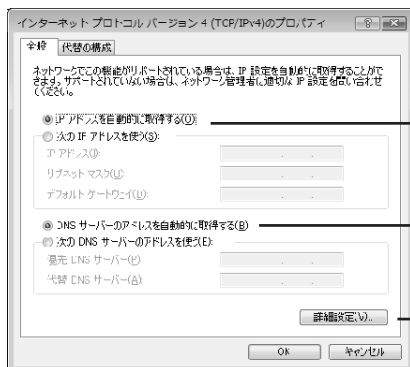 インターネット プロトコル バージョン 4 (TCP/IPv4)のプロパティ
全般 代替の構成
ネットワークでこの機能がサポートされている場合は、IP 設定を自動的に取得することがで
きます。サポートされていない場合は、ネットワーク管理者に適切な IP 設定を問い合わせ
てください。
IP アドレスを自動的に取得する(O)
次の IP アドレスを使う(S):
IP アドレス(I):
サブネット マスク(U):
デフォルト ゲートウェイ(D):
DNS サーバーのアドレスを自動的に取得する(B)
次の DNS サーバーのアドレスを使う(E):
優先 DNS サーバー(P):
代替 DNS サーバー(A):
詳細設定(V)...
OK キャンセル